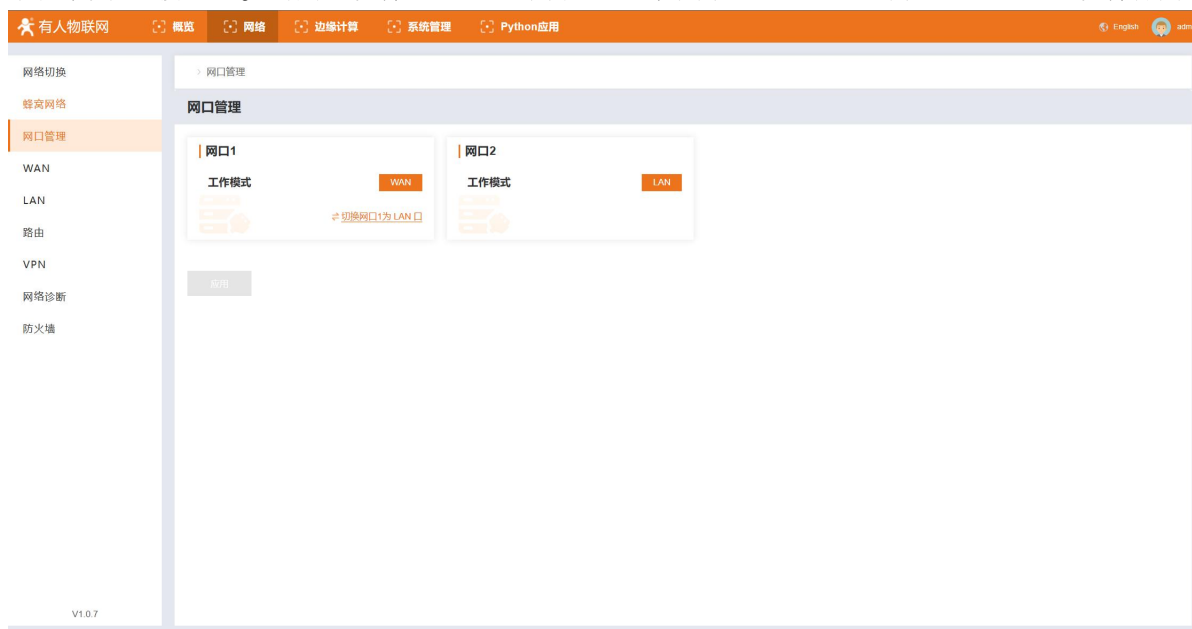 有人物联网
概览
网络
边缘计算
系统管理
Python应用
English
adm
网络切换
蜂窝网络
网口管理
WAN
LAN
路由
VPN
网络诊断
防火墙
V1.0.7
> 网口管理
网口管理
网口1
工作模式
WAN
切换网口1为 LAN 口
网口2
工作模式
LAN
应用